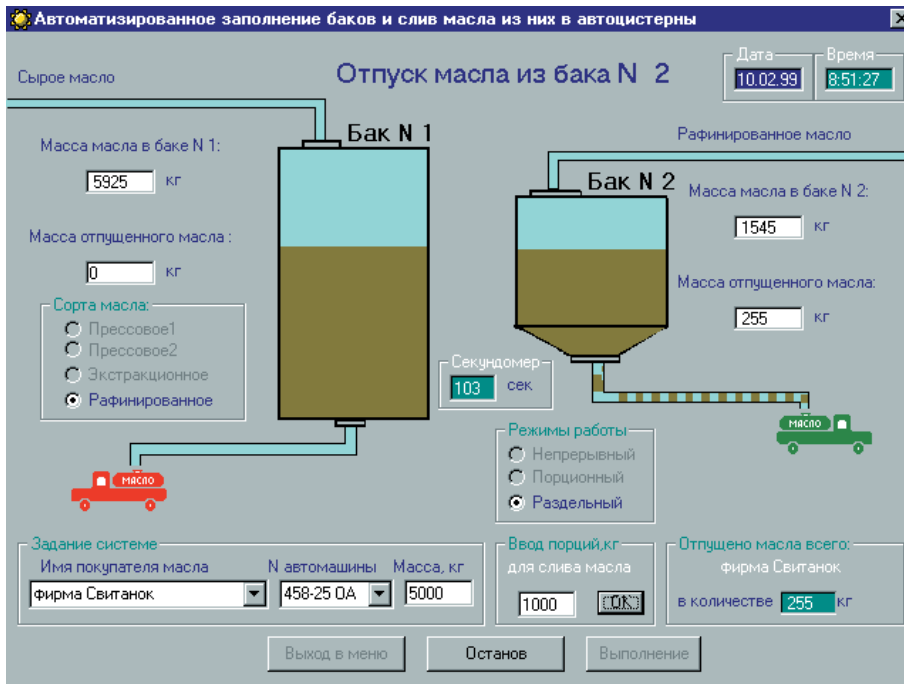 Автоматизированное заполнение баков и слив масла из них в автоцистерны
Сырое масло
Отпуск масла из бака N 2
Дата
10.02.99
Время
8:51:27
Бак N 1
Рафинированное масло
Масса масла в баке N 1:
5925 кг
Бак N 2
Масса масла в баке N 2:
1545 кг
Масса отпущенного масла :
0 кг
Масса отпущенного масла:
255 кг
Сорта масла:
Прессовое1
Прессовое2
Экстракционное
Рафинированное
Секундомер
103 сек
масло
масло
Режимы работы
Непрерывный
Порционный
Раздельный
Задание системе
Имя покупателя масла
N автомашины
Масса, кг
фирма Свитанок
458-25 ОА
5000
Ввод порций,кг
для слива масла
1000
OK
Отпущено масла всего:
фирма Свитанок
в количестве 255 кг
Выход в меню
Останов
Выполнение